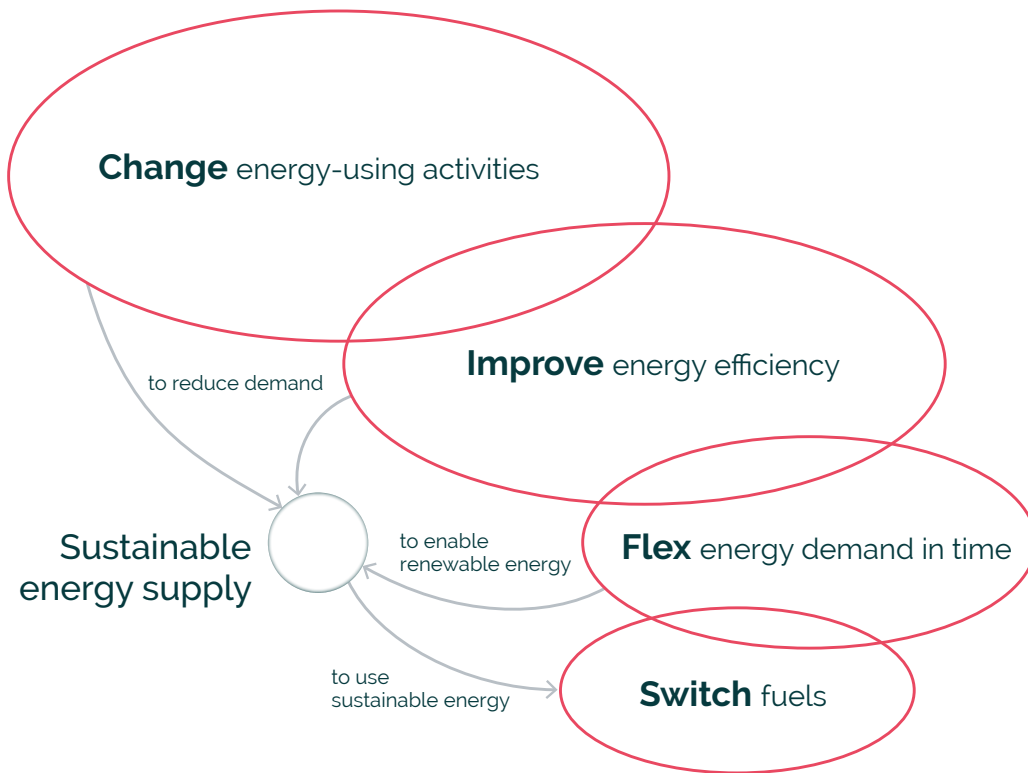 Change energy-using activities
Improve energy efficiency
to reduce demand
Flex energy demand in time
Sustainable
energy supply
to enable
renewable energy
to use
sustainable energy
Switch fuels